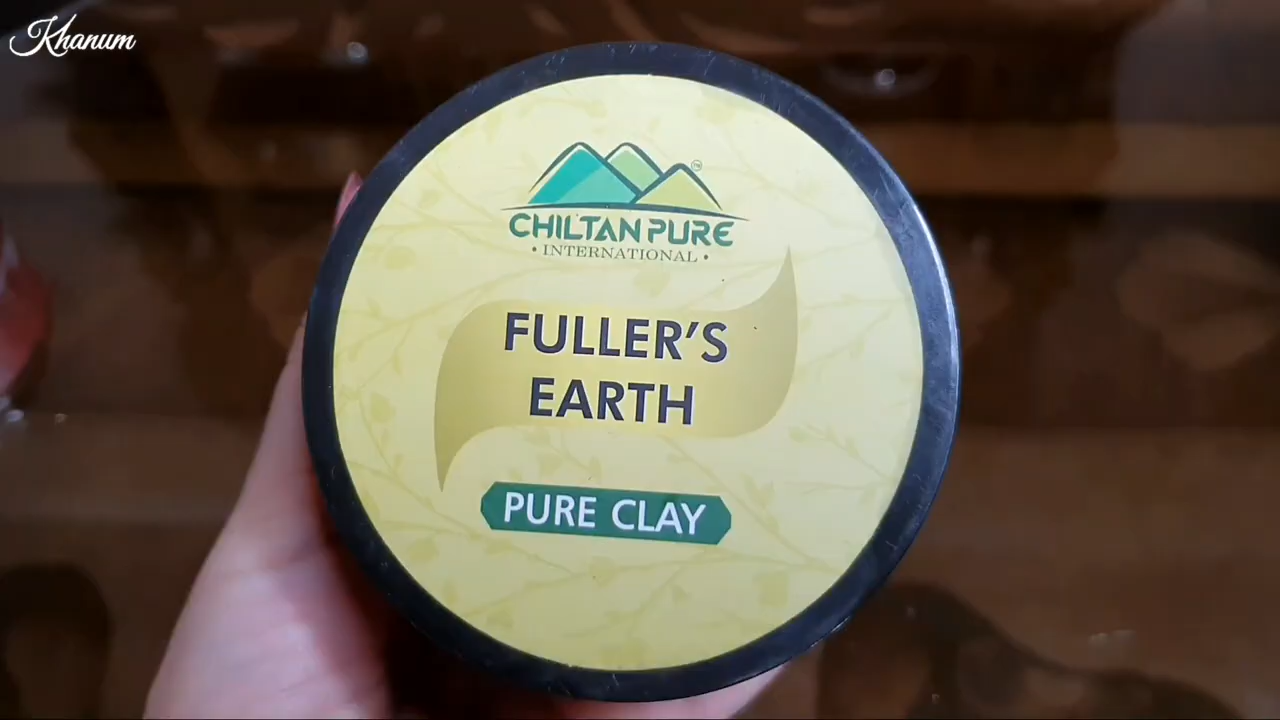 Khanum
TM
CHILTAN PURE
• INTERNATIONAL •
FULLER'S
EARTH
PURE CLAY